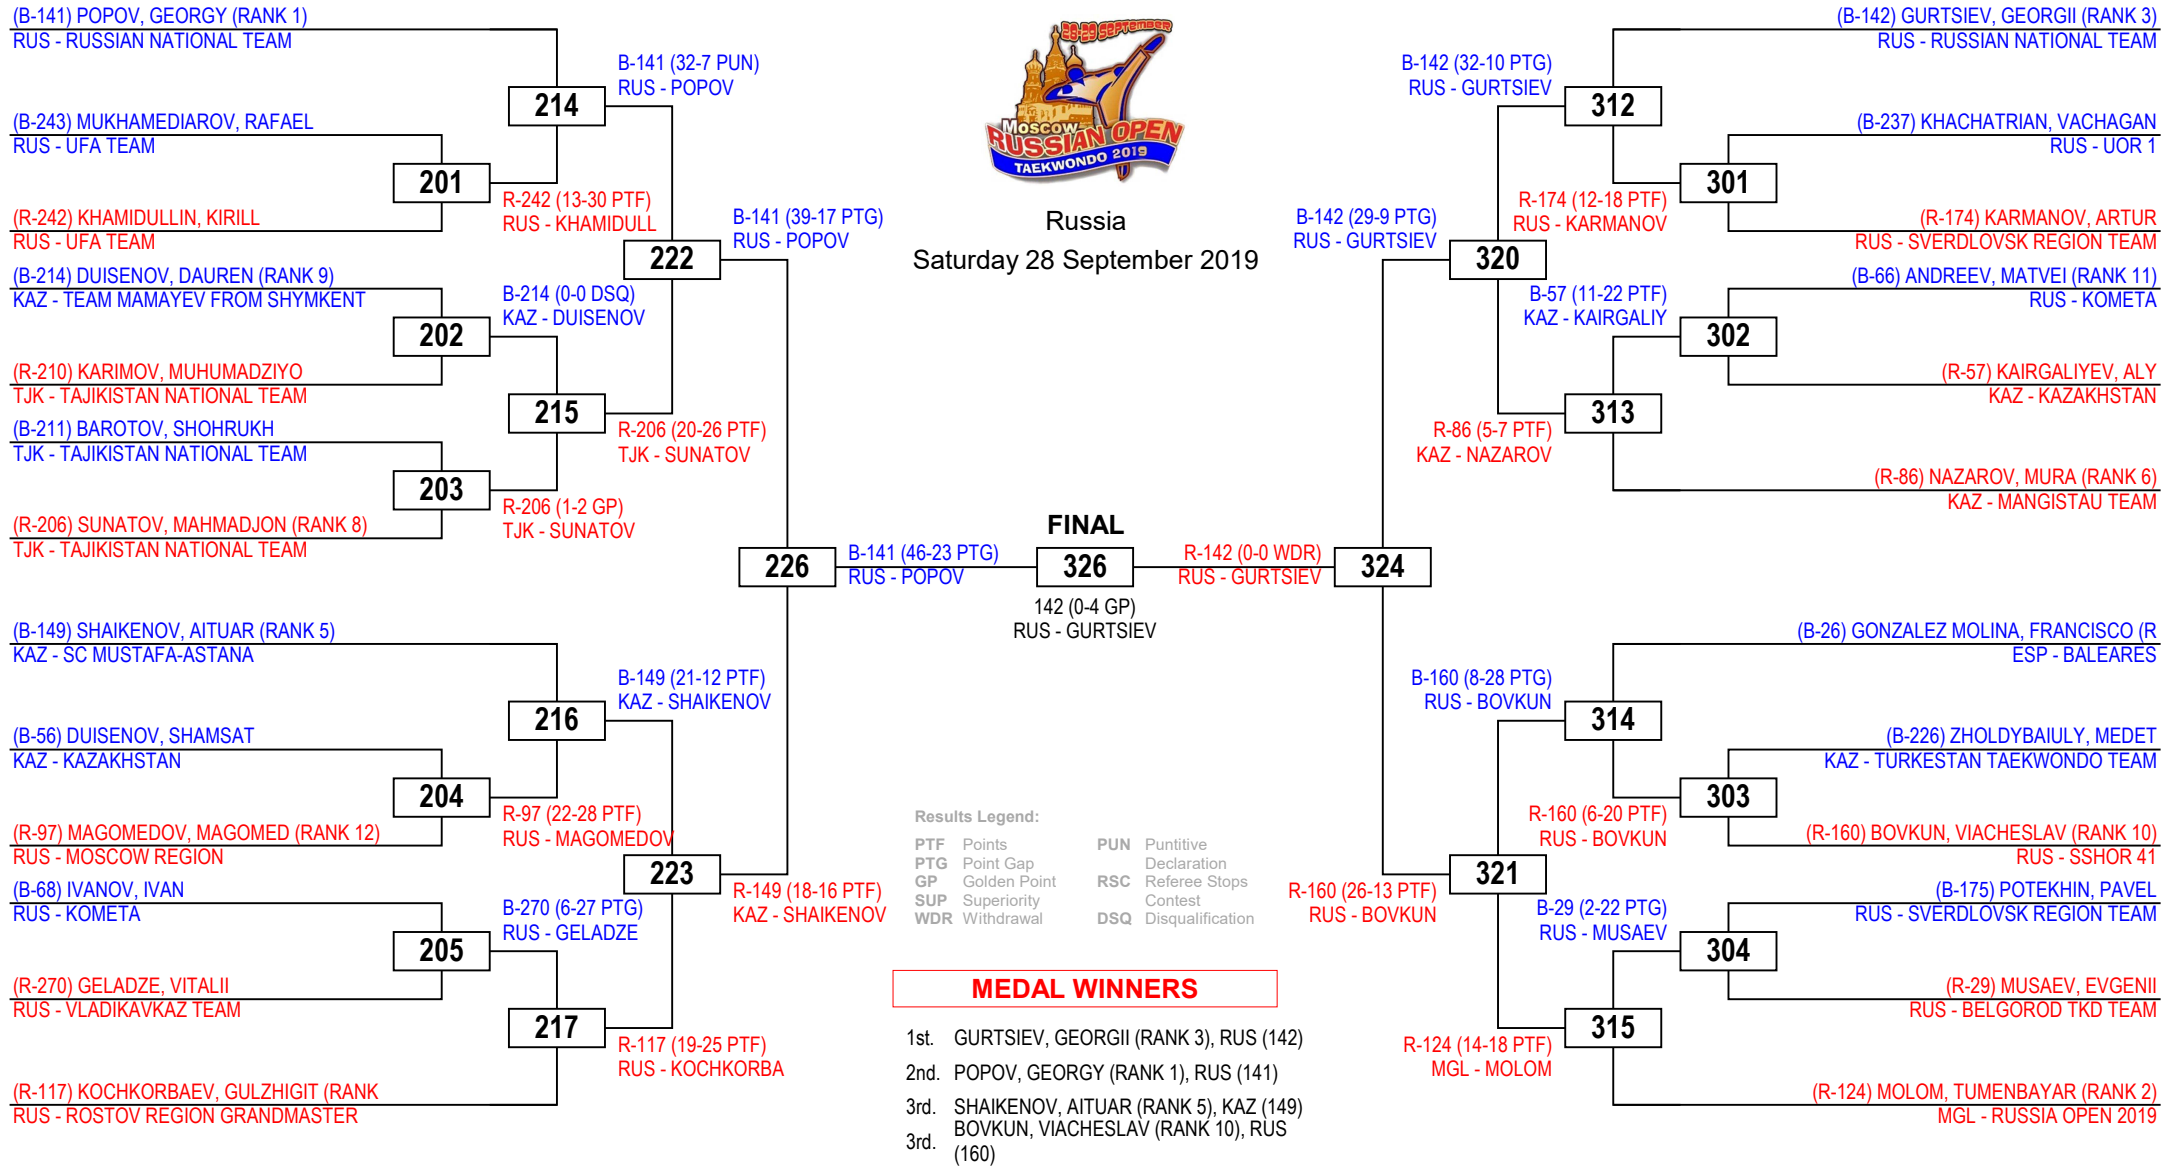 (B-141) POPOV, GEORGY (RANK 1)
RUS - RUSSIAN NATIONAL TEAM
(B-243) MUKHAMEDIAROV, RAFAEL
RUS - UFA TEAM
(R-242) KHAMIDULLIN, KIRILL
RUS - UFA TEAM
(B-214) DUISENOV, DAUREN (RANK 9)
KAZ - TEAM MAMAYEV FROM SHYMKENT
(R-210) KARIMOV, MUHUMADZIYO
TJK - TAJIKISTAN NATIONAL TEAM
(B-211) BAROTOV, SHOHRUKH
TJK - TAJIKISTAN NATIONAL TEAM
(R-206) SUNATOV, MAHMADJON (RANK 8)
TJK - TAJIKISTAN NATIONAL TEAM
(B-149) SHAIKENOV, AITUAR (RANK 5)
KAZ - SC MUSTAFA-ASTANA
(B-56) DUISENOV, SHAMSAT
KAZ - KAZAKHSTAN
(R-97) MAGOMEDOV, MAGOMED (RANK 12)
RUS - MOSCOW REGION
(B-68) IVANOV, IVAN
RUS - KOMETA
(R-270) GELADZE, VITALII
RUS - VLADIKAVKAZ TEAM
(R-117) KOCHKORBAEV, GULZHIGIT (RANK
RUS - ROSTOV REGION GRANDMASTER
201
R-242 (13-30 PTF)
RUS - KHAMIDULL
202
B-214 (0-0 DSQ)
KAZ - DUISENOV
203
R-206 (1-2 GP)
TJK - SUNATOV
204
R-97 (22-28 PTF)
RUS - MAGOMEDOV
205
B-270 (6-27 PTG)
RUS - GELADZE
214
B-141 (32-7 PUN)
RUS - POPOV
215
R-206 (20-26 PTF)
TJK - SUNATOV
216
B-149 (21-12 PTF)
KAZ - SHAIKENOV
217
R-117 (19-25 PTF)
RUS - KOCHKORBA
222
B-141 (39-17 PTG)
RUS - POPOV
223
R-149 (18-16 PTF)
KAZ - SHAIKENOV
226
B-141 (46-23 PTG)
RUS - POPOV
28-29 SEPTEMBER
MOSCOW
RUSSIAN OPEN
TAEKWONDO 2019
Russia
Saturday 28 September 2019
FINAL
326
142 (0-4 GP)
RUS - GURTSIEV
R-142 (0-0 WDR)
RUS - GURTSIEV
324
B-142 (29-9 PTG)
RUS - GURTSIEV
320
R-160 (26-13 PTF)
RUS - BOVKUN
321
B-142 (32-10 PTG)
RUS - GURTSIEV
312
R-86 (5-7 PTF)
KAZ - NAZAROV
313
B-160 (8-28 PTG)
RUS - BOVKUN
314
R-124 (14-18 PTF)
MGL - MOLOM
315
R-174 (12-18 PTF)
RUS - KARMANOV
301
B-57 (11-22 PTF)
KAZ - KAIRGALIY
302
R-160 (6-20 PTF)
RUS - BOVKUN
303
B-29 (2-22 PTG)
RUS - MUSAEV
304
(B-142) GURTSIEV, GEORGII (RANK 3)
RUS - RUSSIAN NATIONAL TEAM
(B-237) KHACHATRIAN, VACHAGAN
RUS - UOR 1
(R-174) KARMANOV, ARTUR
RUS - SVERDLOVSK REGION TEAM
(B-66) ANDREEV, MATVEI (RANK 11)
RUS - KOMETA
(R-57) KAIRGALIYEV, ALY
KAZ - KAZAKHSTAN
(R-86) NAZAROV, MURA (RANK 6)
KAZ - MANGISTAU TEAM
(B-26) GONZALEZ MOLINA, FRANCISCO (R
ESP - BALEARES
(B-226) ZHOLDYBAIULY, MEDET
KAZ - TURKESTAN TAEKWONDO TEAM
(R-160) BOVKUN, VIACHESLAV (RANK 10)
RUS - SSHOR 41
(B-175) POTEKHIN, PAVEL
RUS - SVERDLOVSK REGION TEAM
(R-29) MUSAEV, EVGENII
RUS - BELGOROD TKD TEAM
(R-124) MOLOM, TUMENBAYAR (RANK 2)
MGL - RUSSIA OPEN 2019
Results Legend:
PTF Points
PTG Point Gap
GP Golden Point
SUP Superiority
WDR Withdrawal
PUN Puntitive
Declaration
RSC Referee Stops
Contest
DSQ Disqualification
MEDAL WINNERS
1st. GURTSIEV, GEORGII (RANK 3), RUS (142)
2nd. POPOV, GEORGY (RANK 1), RUS (141)
3rd. SHAIKENOV, AITUAR (RANK 5), KAZ (149)
3rd. BOVKUN, VIACHESLAV (RANK 10), RUS
(160)